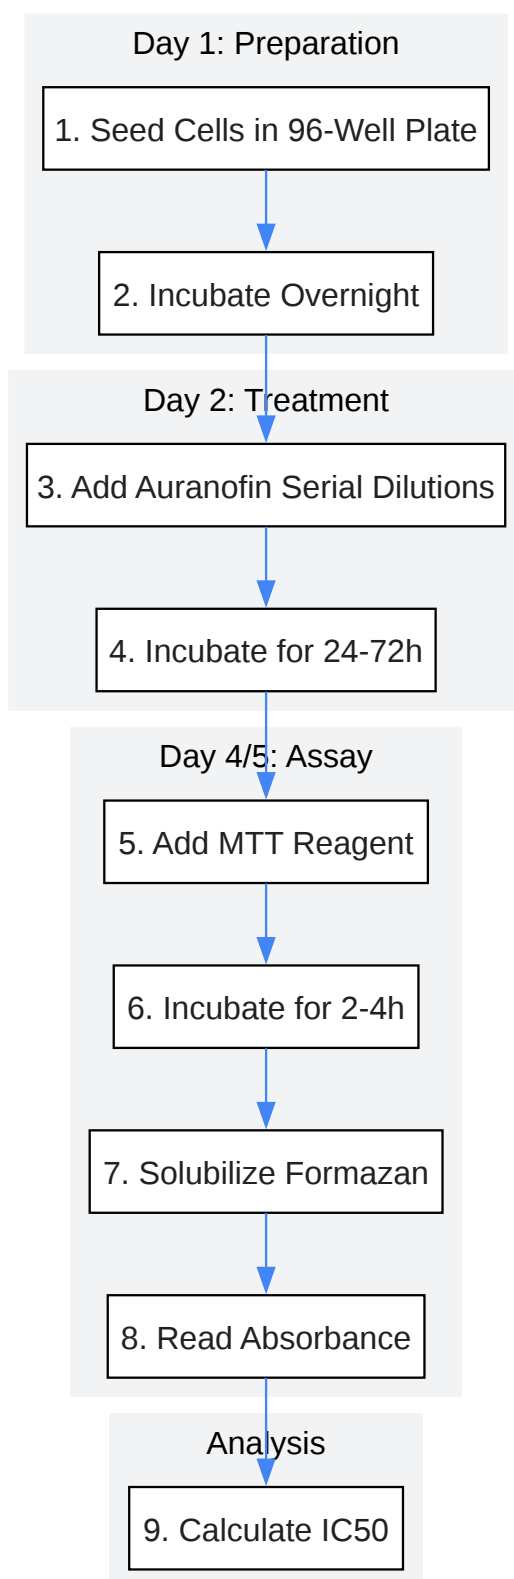 Day 1: Preparation
1. Seed Cells in 96-Well Plate
2. Incubate Overnight
Day 2: Treatment
3. Add Auranofin Serial Dilutions
4. Incubate for 24-72h
Day 4/5: Assay
5. Add MTT Reagent
6. Incubate for 2-4h
7. Solubilize Formazan
8. Read Absorbance
Analysis
9. Calculate IC50